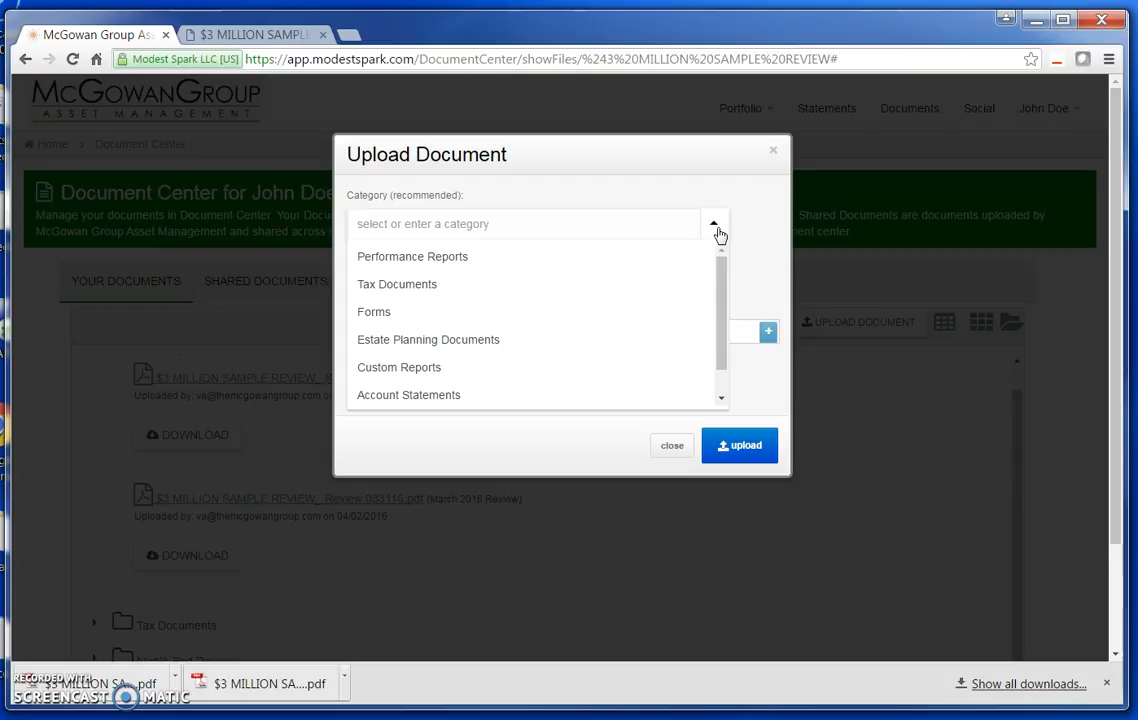 McGowan Group Ass
$3 MILLION SAMPL
Modest Spark LLC [US] https://app.modestspark.com/DocumentCenter/showFiles/%243%20MILLION%20SAMPLE%20REVIEW#
McGOWANGROUP
ASSET MANAGEMENT
Portfolio Statements Documents Social John Doe
Home Document Center
Upload Document
Document Center for John Doe
Category (recommended):
Manage your documents in Document Center. Your Docu Shared Documents are documents uploaded by
McGowan Group Asset Management and shared across ment center.
select or enter a category
Performance Reports
Tax Documents
Forms
Estate Planning Documents
Custom Reports
Account Statements
YOUR DOCUMENTS SHARED DOCUMENTS
UPLOAD DOCUMENT
$3 MILLION SAMPLE REVIEW_
Uploaded by: va@themcgowangroup.com on
DOWNLOAD
close upload
$3 MILLION SAMPLE REVIEW_ Review 083116.pdf (March 2016 Review)
Uploaded by: va@themcgowangroup.com on 04/02/2016
DOWNLOAD
Tax Documents
RECORDED WITH
SCREENCAST MATIC
$3 MILLION SA....pdf
$3 MILLION SA....pdf
Show all downloads...